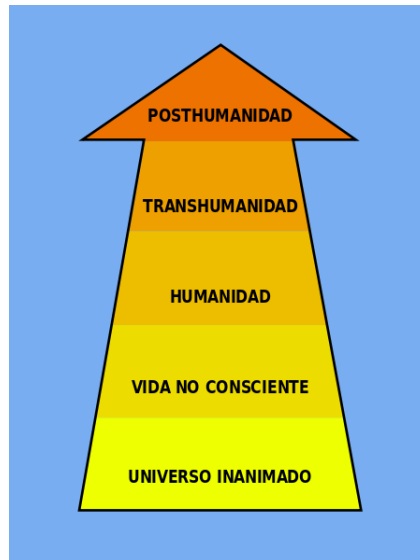 POSTHUMANIDAD
TRANSHUMANIDAD
HUMANIDAD
VIDA NO CONSCIENTE
UNIVERSO INANIMADO